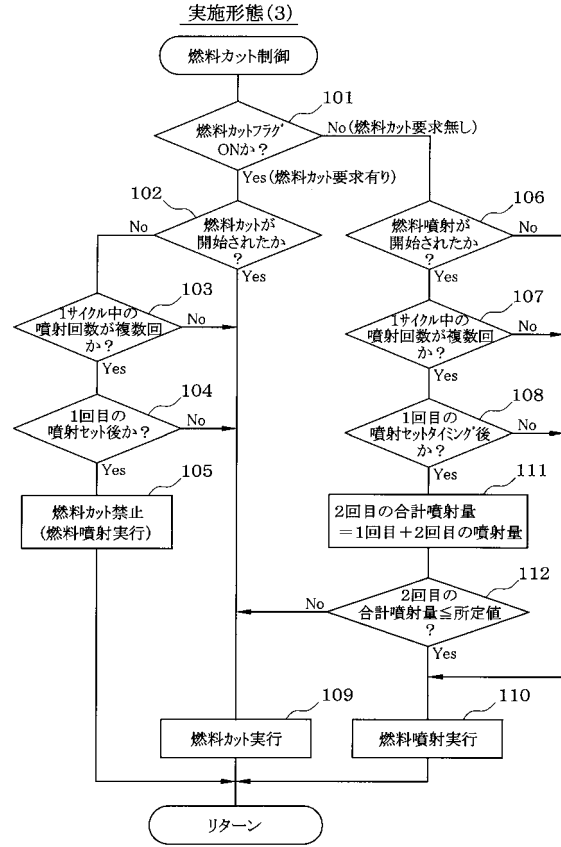 実施形態(3)
燃料カット制御
101
燃料カットフラグ
ONか？
No(燃料カット要求無し)
Yes(燃料カット要求有り)
102
No
燃料カットが
開始されたか
？
Yes
106
燃料噴射が
開始されたか
？
No
Yes
103
1サイクル中の
噴射回数が複数回
か？
No
Yes
107
1サイクル中の
噴射回数が複数回
か？
No
Yes
104
1回目の
噴射セット後か？
No
Yes
108
1回目の
噴射セットタイミング後
か？
No
Yes
105
燃料カット禁止
(燃料噴射実行)
111
2回目の合計噴射量
＝1回目＋2回目の噴射量
112
No
2回目の
合計噴射量≦所定値
？
Yes
109
燃料カット実行
110
燃料噴射実行
リターン